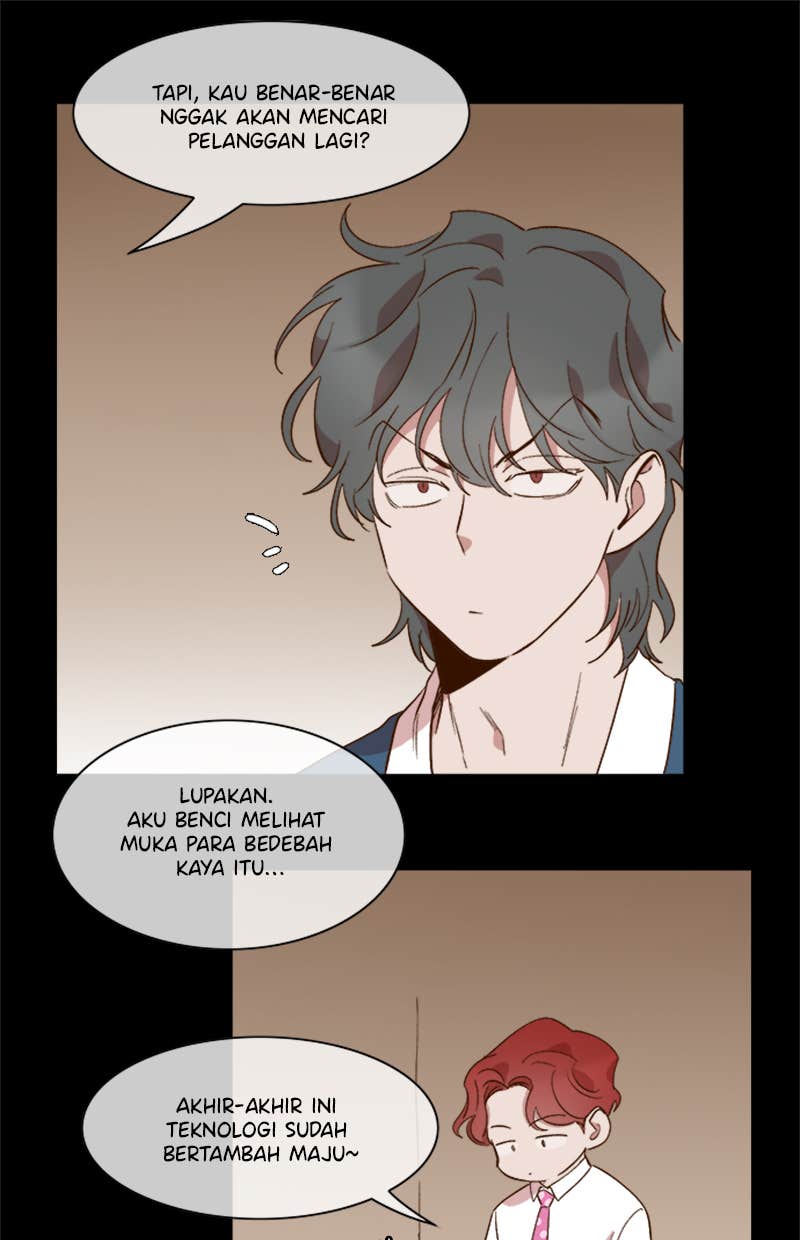 TAPI, KAU BENAR-BENAR
NGGAK AKAN MENCARI
PELANGGAN LAGI?
LUPAKAN.
AKU BENCI MELIHAT
MUKA PARA BEDEBAH
KAYA ITU...
AKHIR-AKHIR INI
TEKNOLOGI SUDAH
BERTAMBAH MAJU~